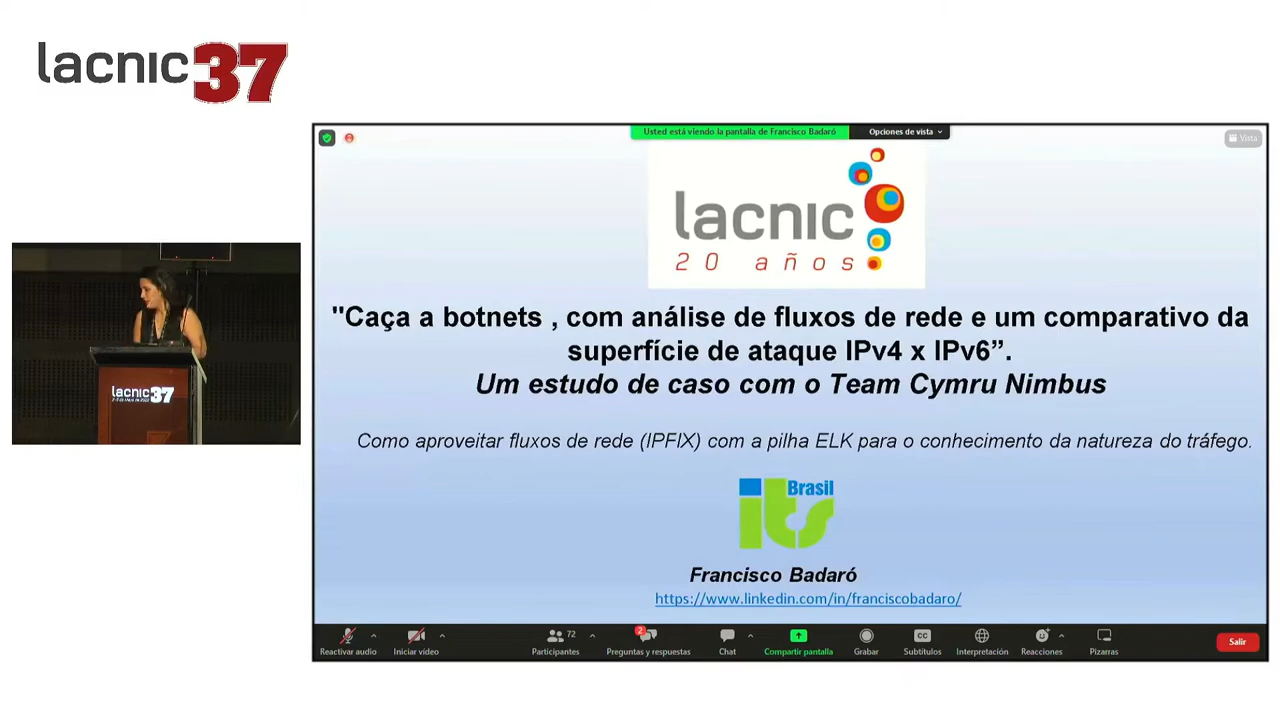 lacnic37
Usted está viendo la pantalla de Francisco Badaró
Opciones de vista
Vista
lacnic
20 años
"Caça a botnets , com análise de fluxos de rede e um comparativo da
superfície de ataque IPv4 x IPv6”.
Um estudo de caso com o Team Cymru Nimbus
Como aproveitar fluxos de rede (IPFIX) com a pilha ELK para o conhecimento da natureza do tráfego.
Brasil
its
Francisco Badaró
https://www.linkedin.com/in/franciscobadaro/
lacnic37
72
2
CC
Reactivar audio
Iniciar vídeo
Participantes
Preguntas y respuestas
Chat
Compartir pantalla
Grabar
Subtítulos
Interpretación
Reacciones
Pizarras
Salir